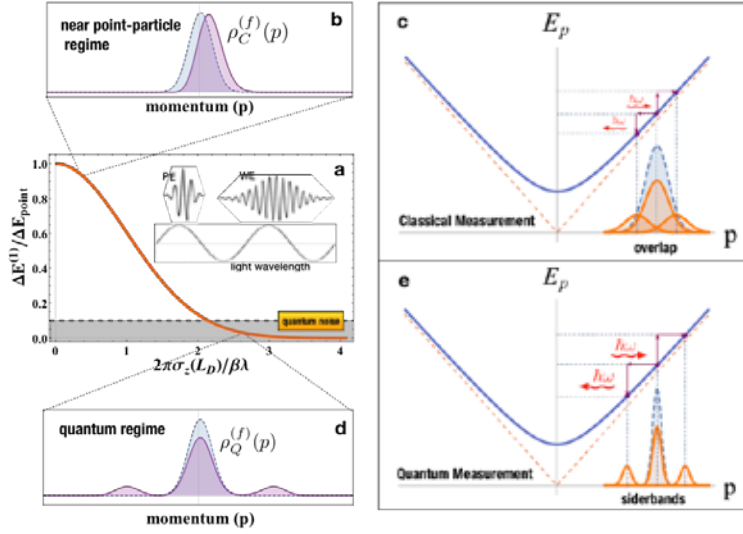 b
near point-particle
regime
ρ_C^(f)(p)
momentum (p)
a
1.0
0.8
0.6
0.4
0.2
0.0
ΔE^(1)/ΔE_point
PE
WE
light wavelength
quantum noise
0
1
2
3
4
2πσ_z(L_D)/βλ
quantum regime
d
ρ_Q^(f)(p)
momentum (p)
c
E_p
ħω
ħω
Classical Measurement
p
overlap
e
E_p
ħω
ħω
Quantum Measurement
p
siderbands